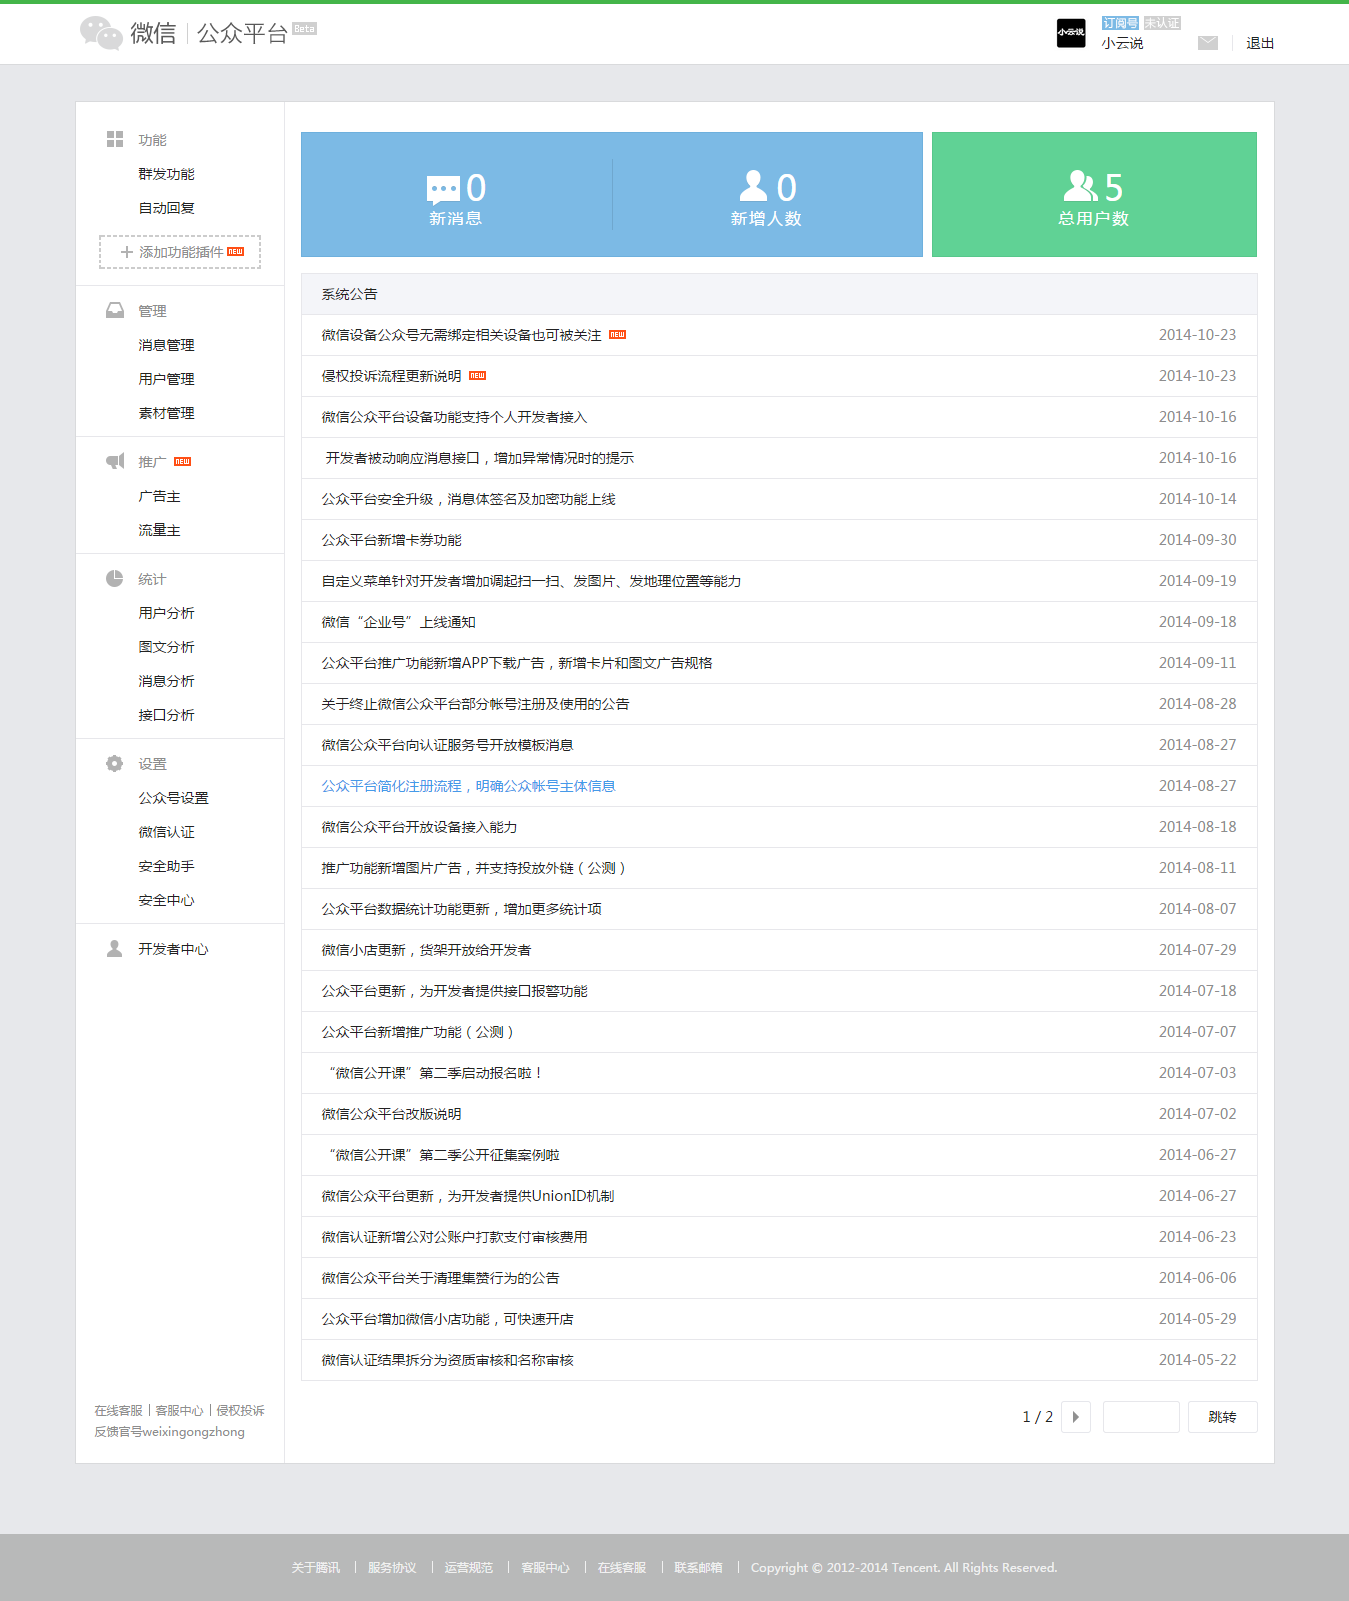 微信 公众平台 Beta
订阅号 未认证
小云说
小云说 退出
功能
群发功能
自动回复
添加功能插件 NEW
管理
消息管理
用户管理
素材管理
推广 NEW
广告主
流量主
统计
用户分析
图文分析
消息分析
接口分析
设置
公众号设置
微信认证
安全助手
安全中心
开发者中心
在线客服 客服中心 侵权投诉
反馈官号weixingongzhong
0
新消息
0
新增人数
5
总用户数
系统公告
微信设备公众号无需绑定相关设备也可被关注 NEW 2014-10-23
侵权投诉流程更新说明 NEW 2014-10-23
微信公众平台设备功能支持个人开发者接入 2014-10-16
开发者被动响应消息接口，增加异常情况时的提示 2014-10-16
公众平台安全升级，消息体签名及加密功能上线 2014-10-14
公众平台新增卡券功能 2014-09-30
自定义菜单针对开发者增加调起扫一扫、发图片、发地理位置等能力 2014-09-19
微信“企业号”上线通知 2014-09-18
公众平台推广功能新增APP下载广告，新增卡片和图文广告规格 2014-09-11
关于终止微信公众平台部分帐号注册及使用的公告 2014-08-28
微信公众平台向认证服务号开放模板消息 2014-08-27
公众平台简化注册流程，明确公众帐号主体信息 2014-08-27
微信公众平台开放设备接入能力 2014-08-18
推广功能新增图片广告，并支持投放外链（公测） 2014-08-11
公众平台数据统计功能更新，增加更多统计项 2014-08-07
微信小店更新，货架开放给开发者 2014-07-29
公众平台更新，为开发者提供接口报警功能 2014-07-18
公众平台新增推广功能（公测） 2014-07-07
“微信公开课”第二季启动报名啦！ 2014-07-03
微信公众平台改版说明 2014-07-02
“微信公开课”第二季公开征集案例啦 2014-06-27
微信公众平台更新，为开发者提供UnionID机制 2014-06-27
微信认证新增公对公账户打款支付审核费用 2014-06-23
微信公众平台关于清理集赞行为的公告 2014-06-06
公众平台增加微信小店功能，可快速开店 2014-05-29
微信认证结果拆分为资质审核和名称审核 2014-05-22
1 / 2 跳转
关于腾讯 服务协议 运营规范 客服中心 在线客服 联系邮箱 Copyright © 2012-2014 Tencent. All Rights Reserved.